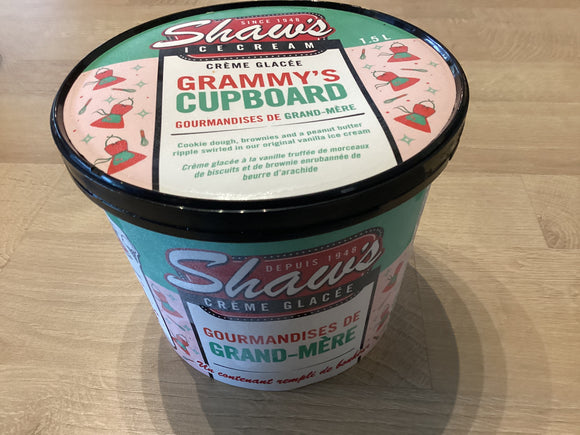 SINCE 1948
Shaw's
ICE CREAM
1.5 L
CRÈME GLACÉE
GRAMMY'S
CUPBOARD
GOURMANDISES DE GRAND-MÈRE
Cookie dough, brownies and a peanut butter
ripple swirled in our original vanilla ice cream
Crème glacée à la vanille truffée de morceaux
de biscuits et de brownie enrubannée de
beurre d'arachide
DEPUIS 1948
Shaw's
CRÈME GLACÉE
GOURMANDISES DE
GRAND-MÈRE
Un contenant rempli de